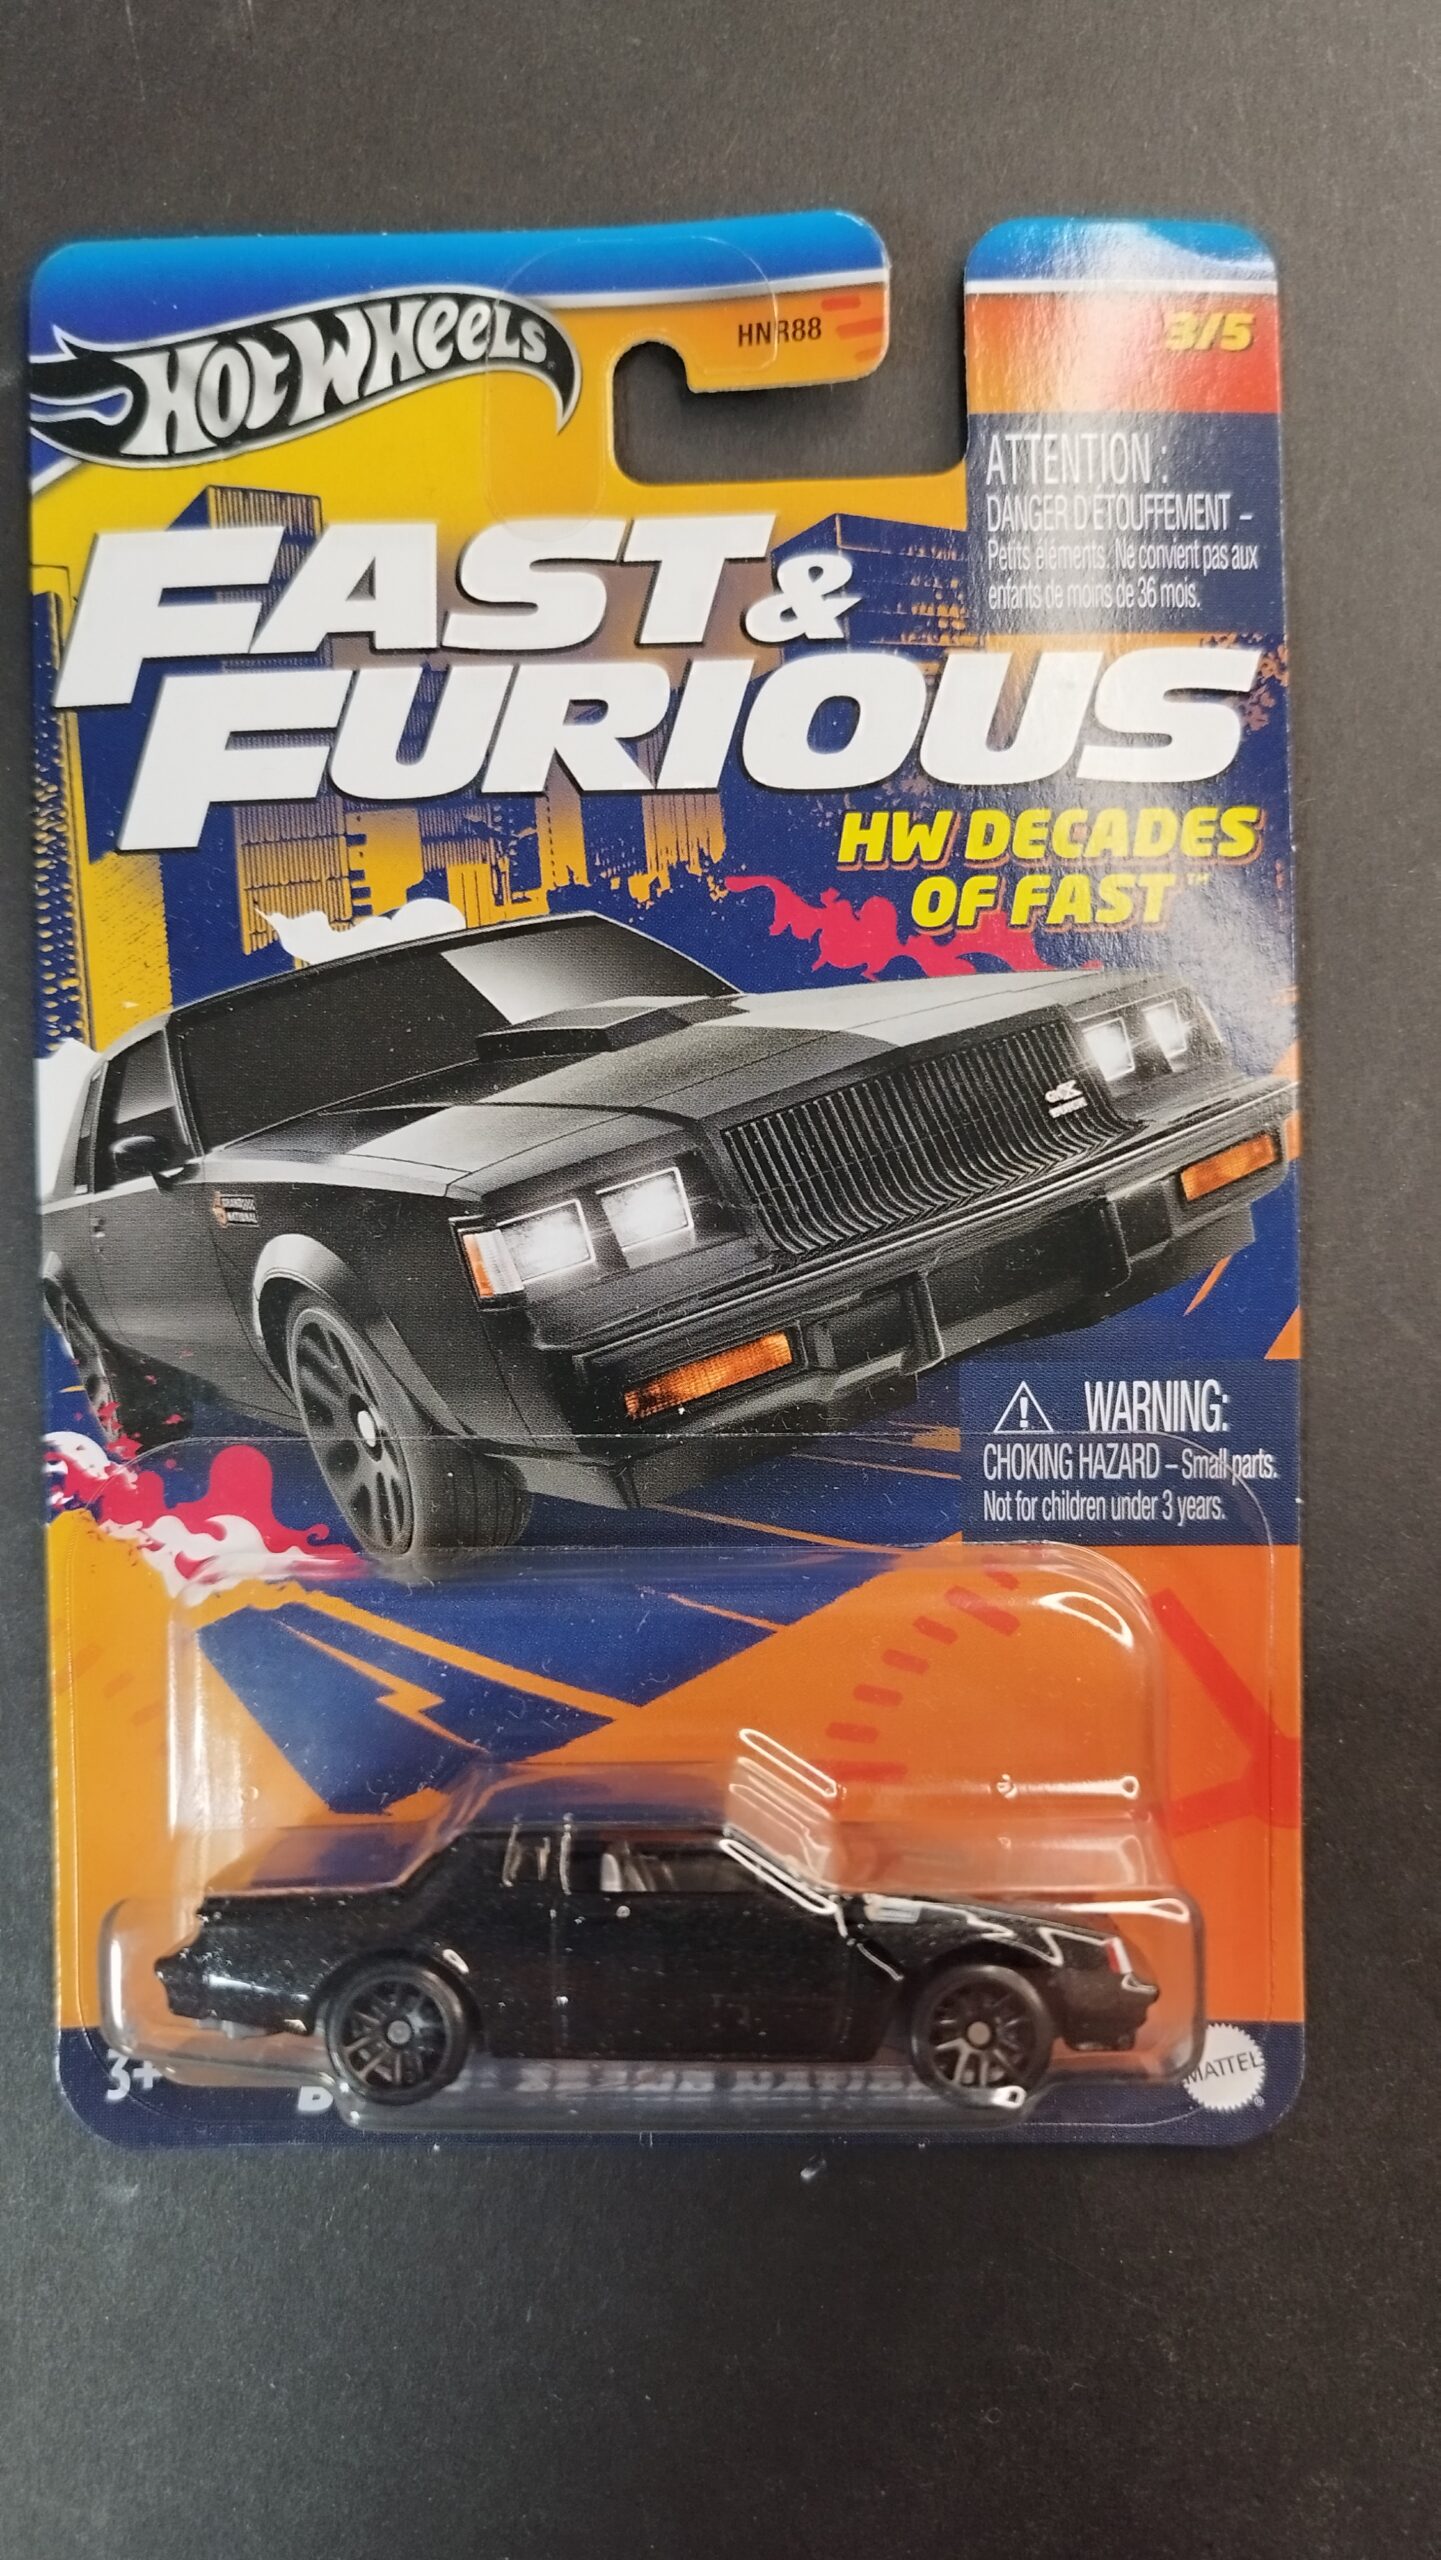 HOT WHEELS
HNR88
3/5
ATTENTION :
DANGER D'ÉTOUFFEMENT –
Petits éléments. Ne convient pas aux
enfants de moins de 36 mois.
FAST &
FURIOUS
HW DECADES
OF FAST™
WARNING:
CHOKING HAZARD – Small parts.
Not for children under 3 years.
3+
MATTEL